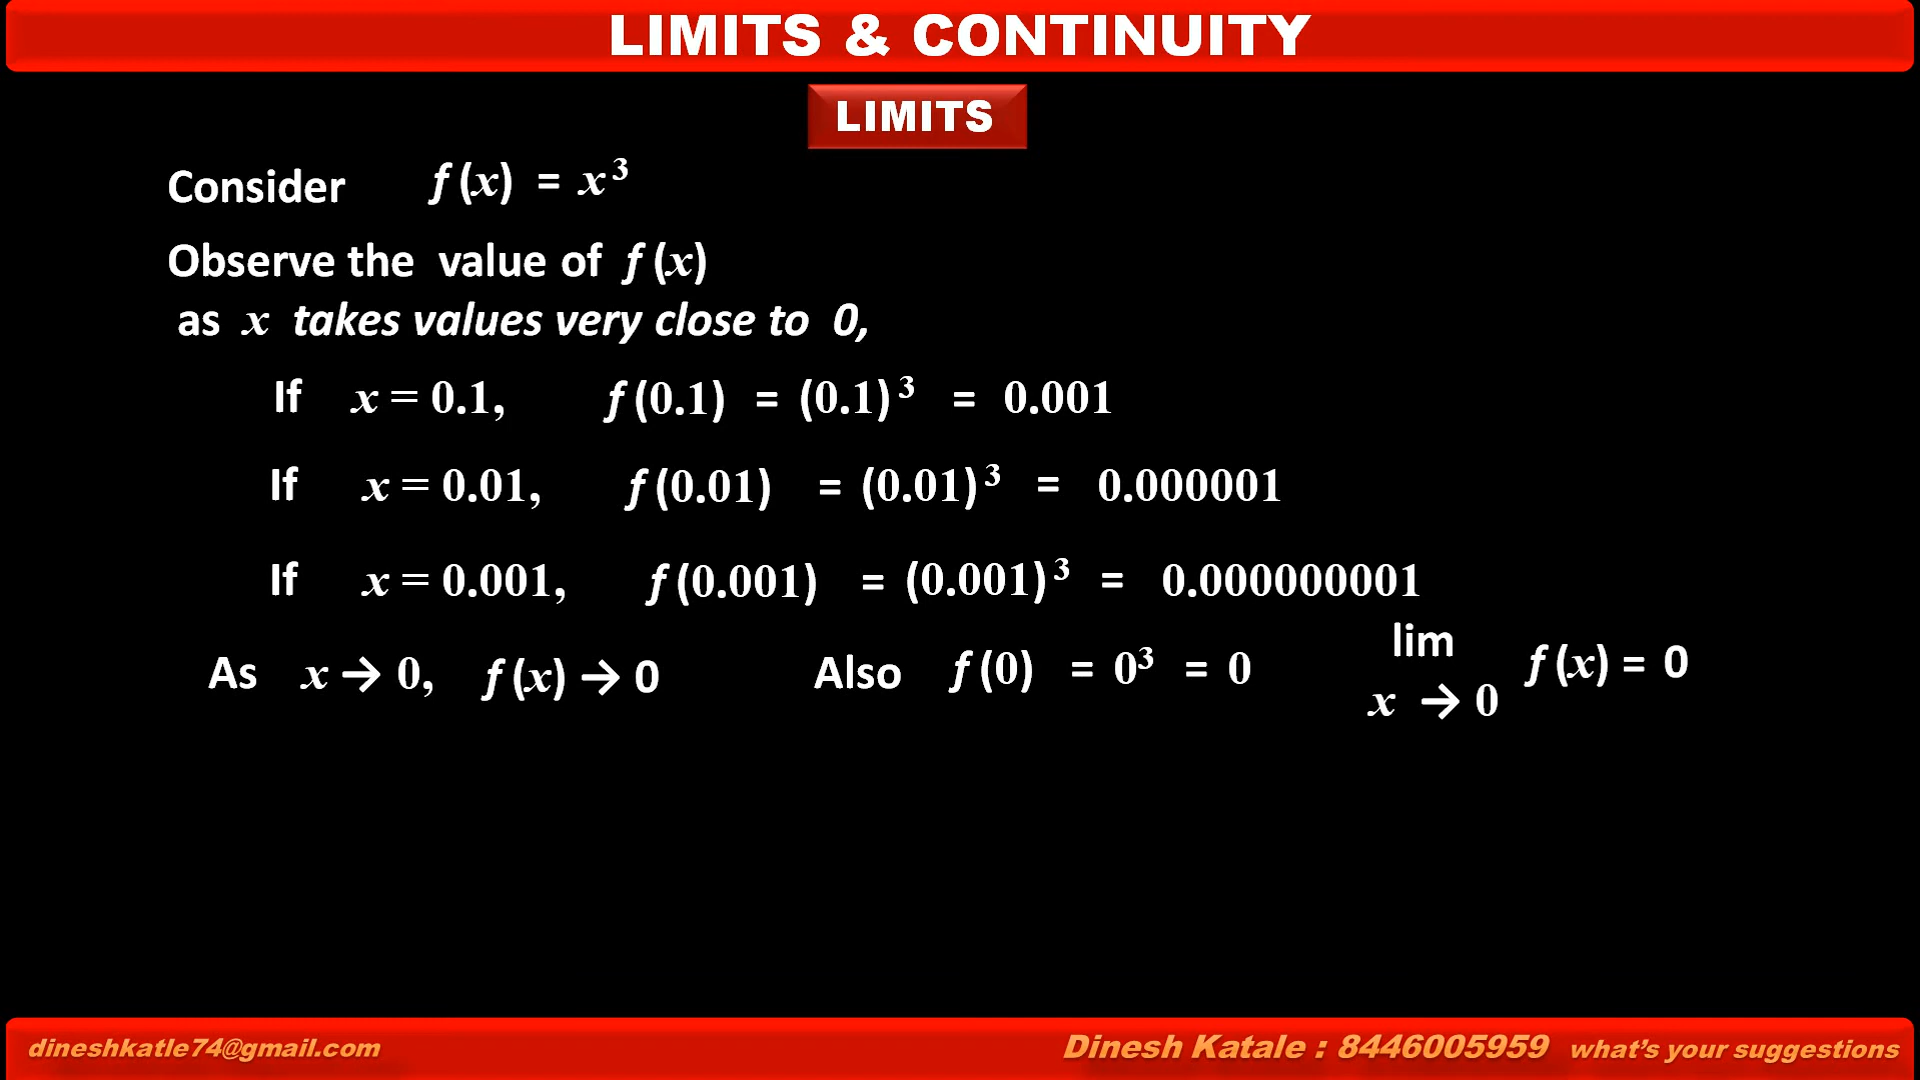 LIMITS & CONTINUITY
LIMITS
Consider f (x) = x³
Observe the value of f (x)
as x takes values very close to 0,
If x = 0.1, f (0.1) = (0.1)³ = 0.001
If x = 0.01, f (0.01) = (0.01)³ = 0.000001
If x = 0.001, f (0.001) = (0.001)³ = 0.000000001
As x → 0, f (x) → 0 Also f (0) = 0³ = 0 lim x → 0 f (x) = 0
dineshkatle74@gmail.com Dinesh Katale : 8446005959 what's your suggestions